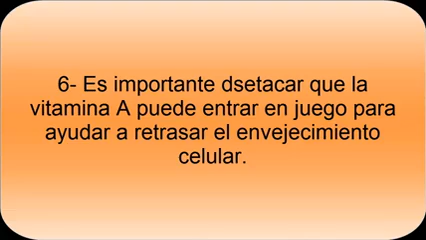 6- Es importante dsetacar que la
vitamina A puede entrar en juego para
ayudar a retrasar el envejecimiento
celular.